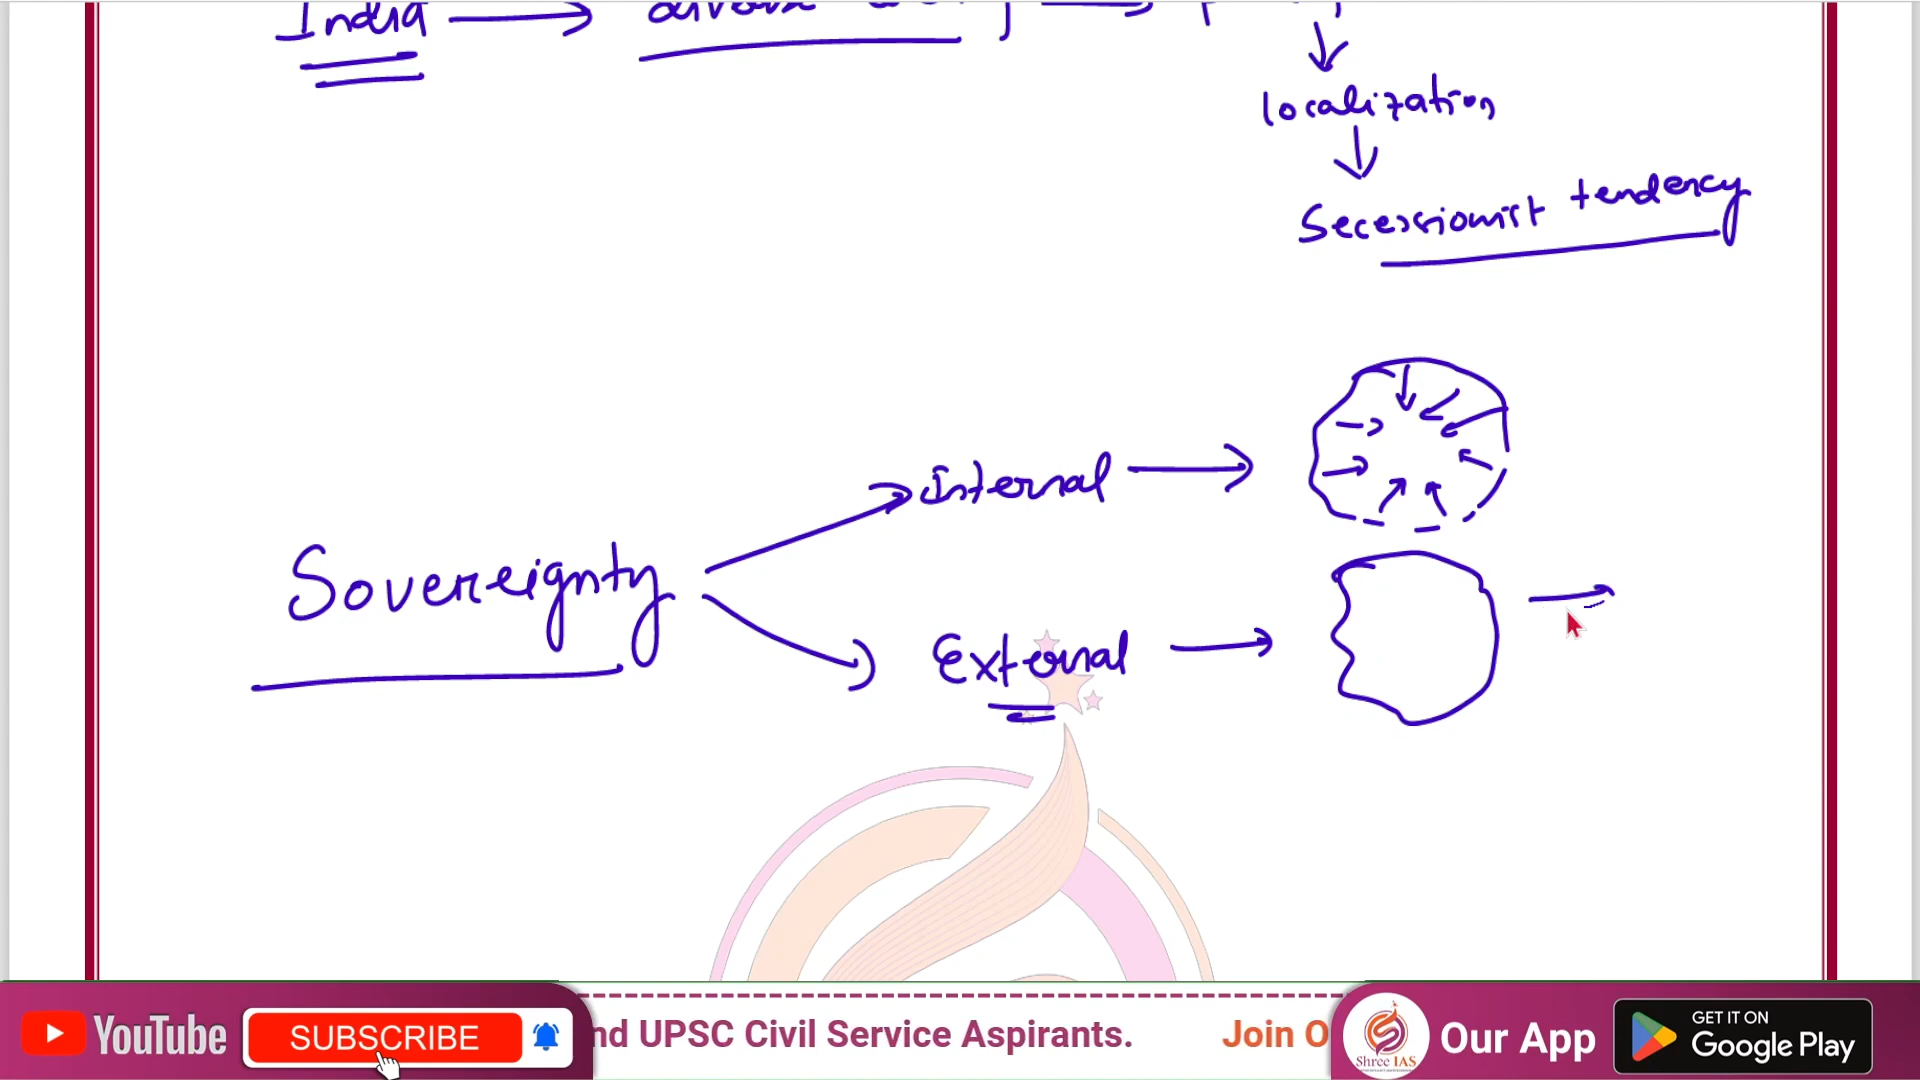 India
localization
Secessionist tendency
Internal
Sovereignty
External
YouTube
SUBSCRIBE
nd UPSC Civil Service Aspirants.
Join O
Shree IAS
Our App
GET IT ON
Google Play